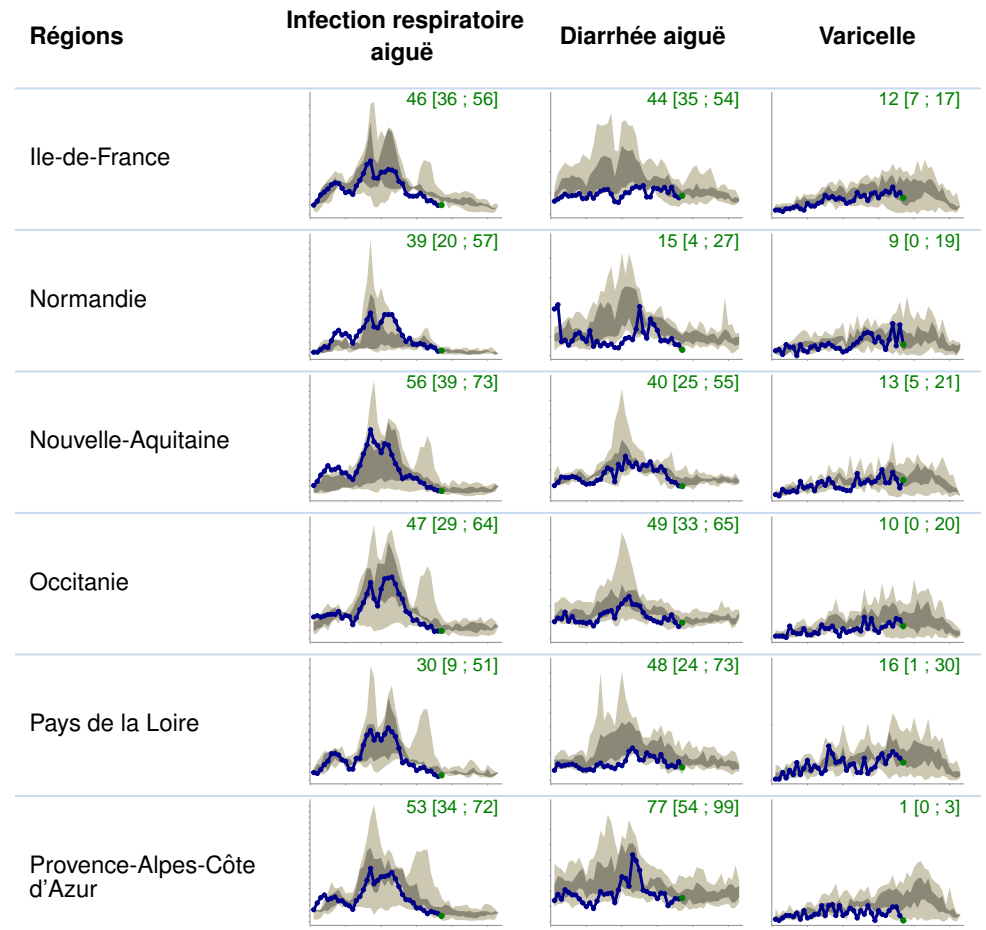 Régions
Infection respiratoire
aiguë
Diarrhée aiguë
Varicelle
Ile-de-France
46 [36 ; 56]
44 [35 ; 54]
12 [7 ; 17]
Normandie
39 [20 ; 57]
15 [4 ; 27]
9 [0 ; 19]
Nouvelle-Aquitaine
56 [39 ; 73]
40 [25 ; 55]
13 [5 ; 21]
Occitanie
47 [29 ; 64]
49 [33 ; 65]
10 [0 ; 20]
Pays de la Loire
30 [9 ; 51]
48 [24 ; 73]
16 [1 ; 30]
Provence-Alpes-Côte
d'Azur
53 [34 ; 72]
77 [54 ; 99]
1 [0 ; 3]